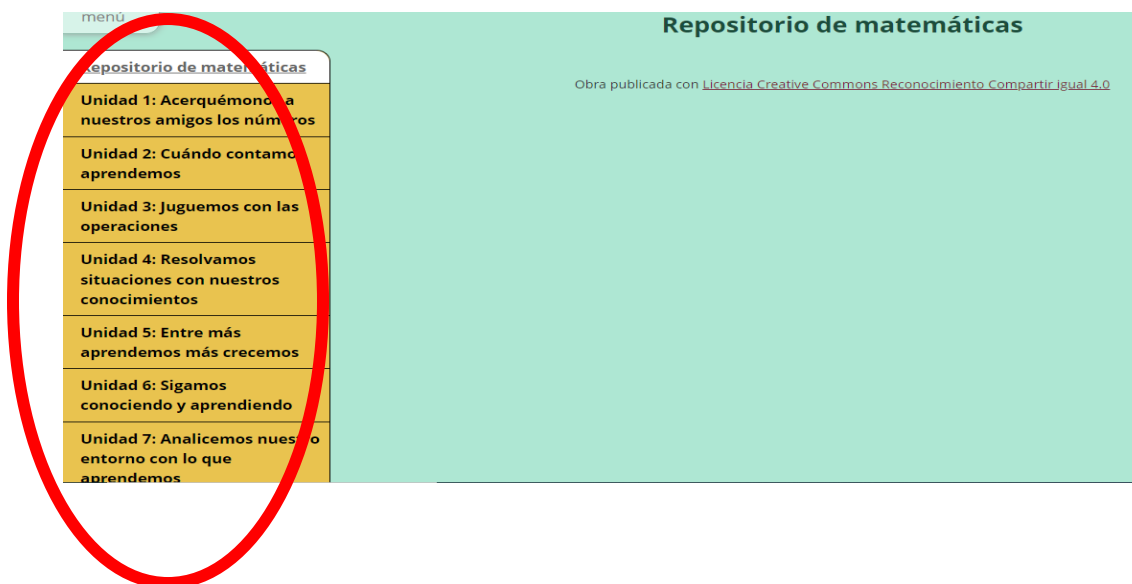 menú
Repositorio de matemáticas
Repositorio de matemáticas
Obra publicada con Licencia Creative Commons Reconocimiento Compartir igual 4.0
Unidad 1: Acerquémonos a
nuestros amigos los números
Unidad 2: Cuándo contamos
aprendemos
Unidad 3: Juguemos con las
operaciones
Unidad 4: Resolvamos
situaciones con nuestros
conocimientos
Unidad 5: Entre más
aprendemos más crecemos
Unidad 6: Sigamos
conociendo y aprendiendo
Unidad 7: Analicemos nuestro
entorno con lo que
aprendemos